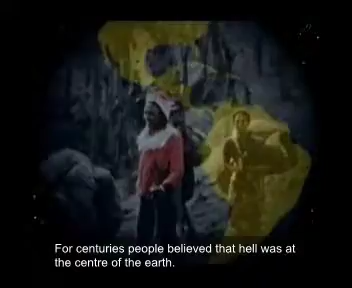 For centuries people believed that hell was at
the centre of the earth.